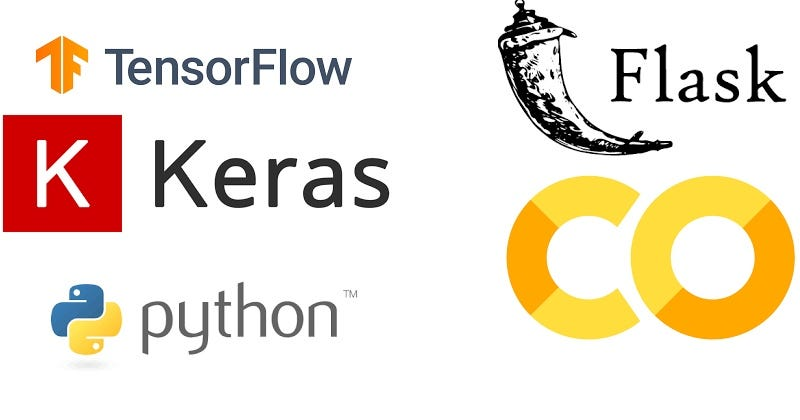 TensorFlow
K Keras
python™
Flask
CO